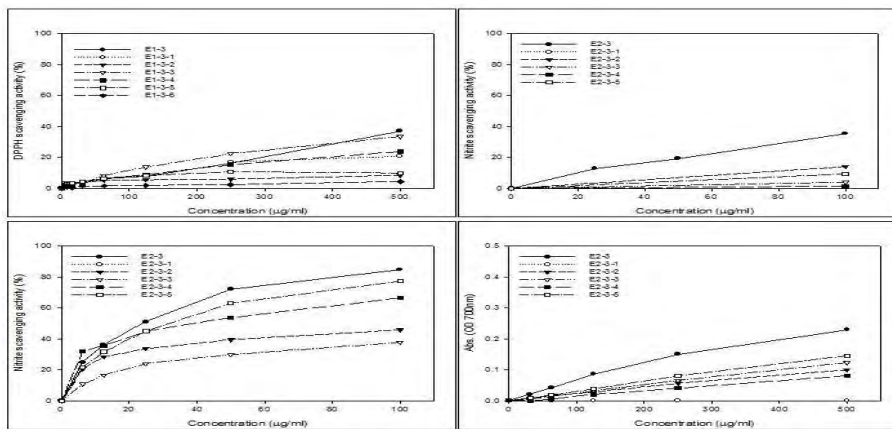 100
80
60
40
20
0
DPPH scavenging activity (%)
E1-3
E1-3-1
E1-3-2
E1-3-3
E1-3-4
E1-3-5
E1-3-6
0
100
200
300
400
500
Concentration (μg/ml)
100
80
60
40
20
0
Nitrite scavenging activity (%)
E2-3
E2-3-1
E2-3-2
E2-3-3
E2-3-4
E2-3-5
0
20
40
60
80
100
Concentration (μg/ml)
100
80
60
40
20
0
Nitrite scavenging activity (%)
E2-3
E2-3-1
E2-3-2
E2-3-3
E2-3-4
E2-3-5
0
20
40
60
80
100
Concentration (μg/ml)
0.5
0.4
0.3
0.2
0.1
0.0
Abs. (OD 700nm)
E2-3
E2-3-1
E2-3-2
E2-3-3
E2-3-4
E2-3-5
0
100
200
300
400
500
Concentration (μg/ml)